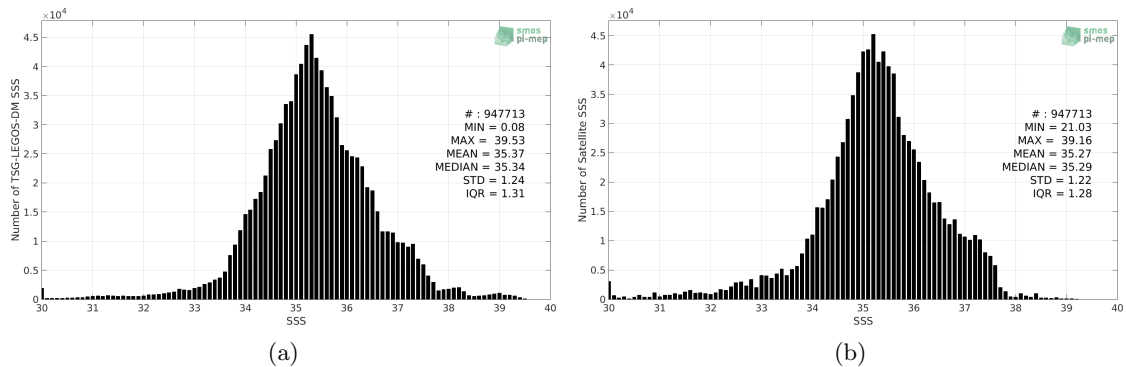 ×10⁴
smos
pi-mep
Number of TSG-LEGOS-DM SSS
4.5
4
3.5
3
2.5
2
1.5
1
0.5
0
# : 947713
MIN = 0.08
MAX = 39.53
MEAN = 35.37
MEDIAN = 35.34
STD = 1.24
IQR = 1.31
30 31 32 33 34 35 36 37 38 39 40
SSS
(a)
×10⁴
smos
pi-mep
Number of Satellite SSS
4.5
4
3.5
3
2.5
2
1.5
1
0.5
0
# : 947713
MIN = 21.03
MAX = 39.16
MEAN = 35.27
MEDIAN = 35.29
STD = 1.22
IQR = 1.28
30 31 32 33 34 35 36 37 38 39 40
SSS
(b)